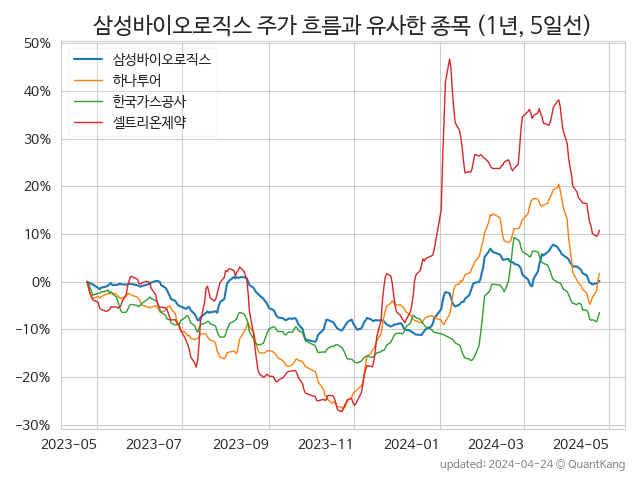 삼성바이오로직스 주가 흐름과 유사한 종목 (1년, 5일선)
50%
40%
30%
20%
10%
0%
−10%
−20%
−30%
삼성바이오로직스
하나투어
한국가스공사
셀트리온제약
2023-05 2023-07 2023-09 2023-11 2024-01 2024-03 2024-05
updated: 2024-04-24 © QuantKang